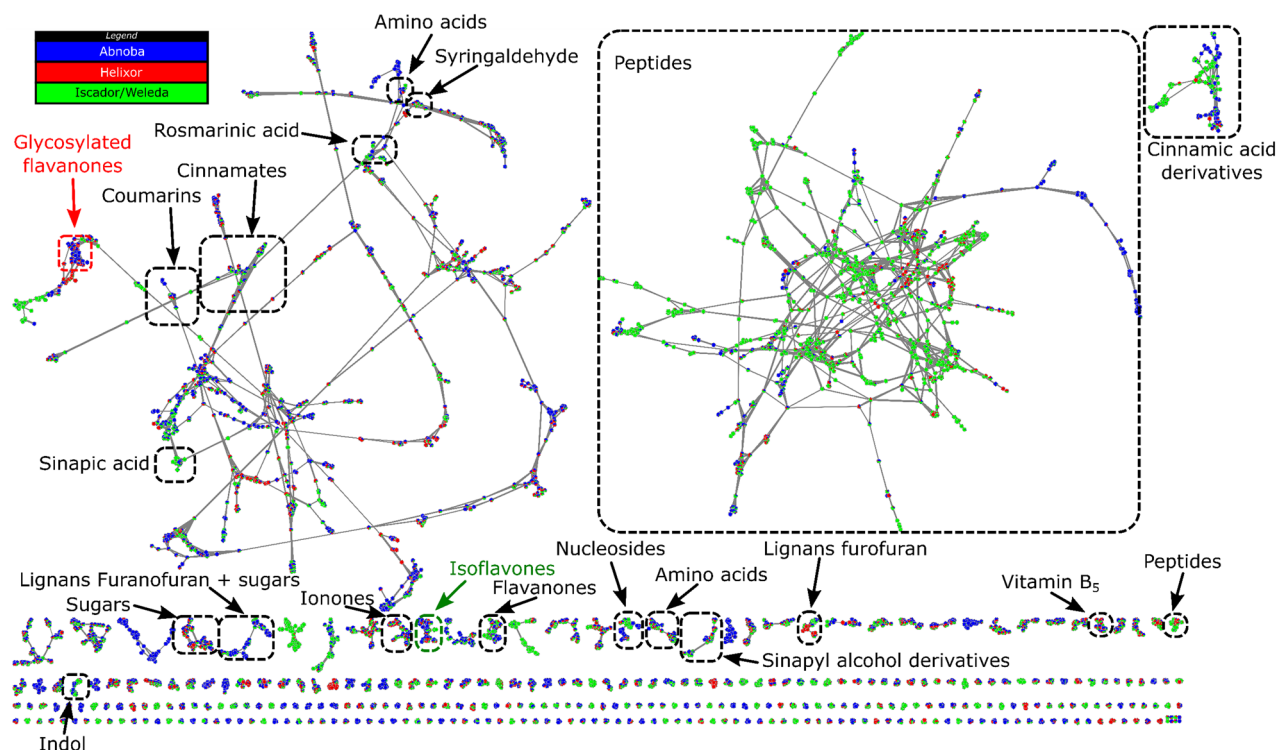 Legend
Abnoba
Helixor
Iscador/Weleda
Amino acids
Syringaldehyde
Rosmarinic acid
Glycosylated
flavanones
Cinnamates
Coumarins
Sinapic acid
Peptides
Cinnamic acid
derivatives
Lignans Furanofuran + sugars
Sugars
Ionones
Isoflavones
Flavanones
Nucleosides
Amino acids
Lignans furofuran
Sinapyl alcohol derivatives
Vitamin B₅
Peptides
Indol